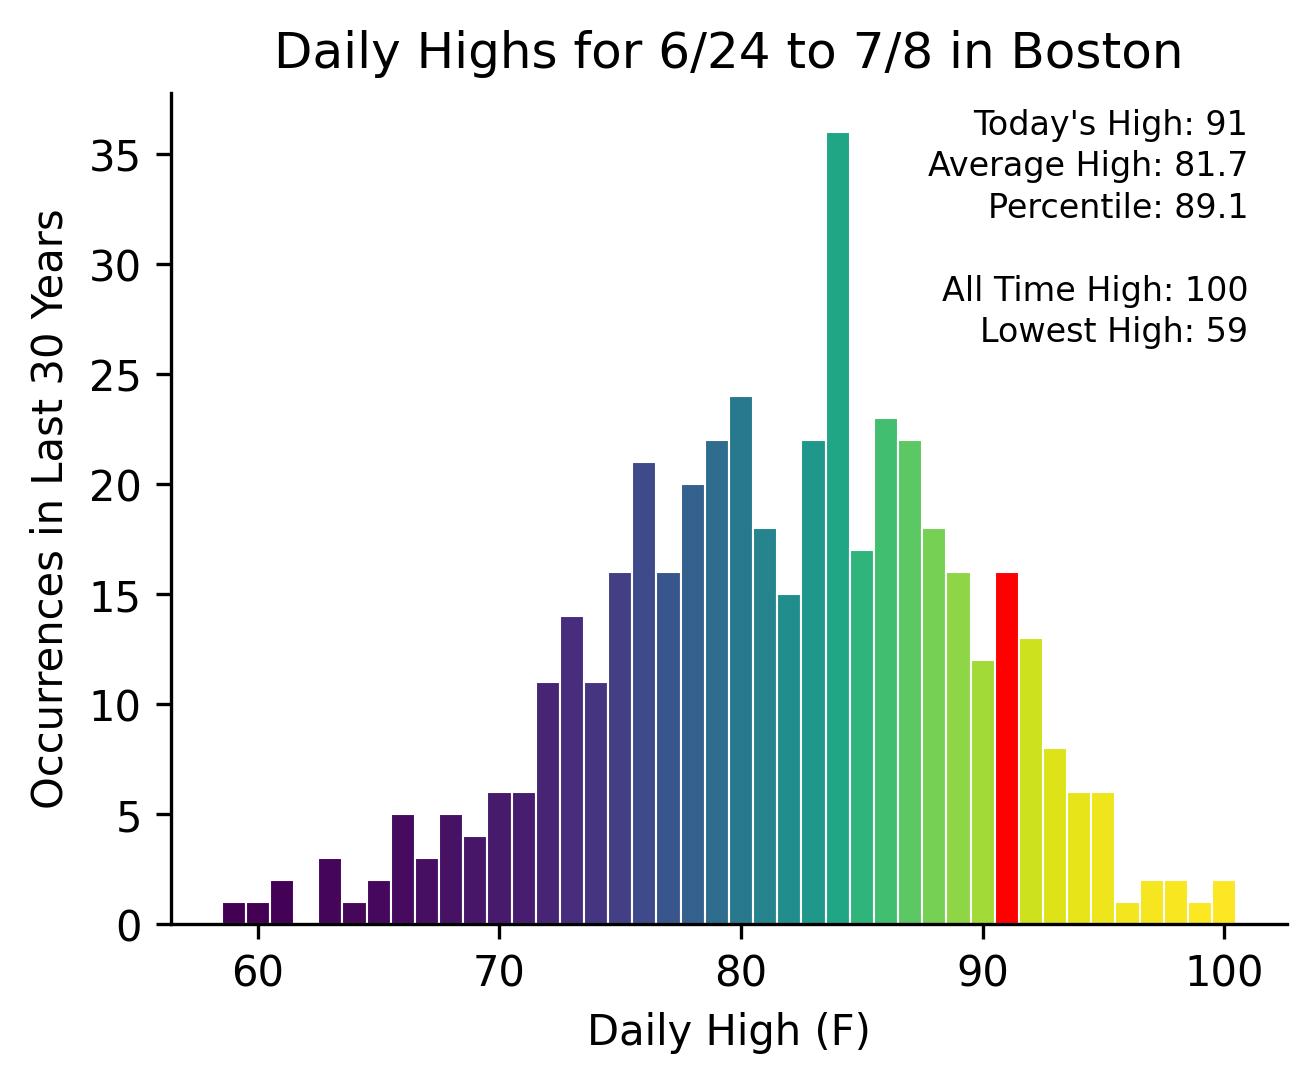 Daily Highs for 6/24 to 7/8 in Boston
Today's High: 91
Average High: 81.7
Percentile: 89.1
All Time High: 100
Lowest High: 59
Occurrences in Last 30 Years
35
30
25
20
15
10
5
0
60 70 80 90 100
Daily High (F)